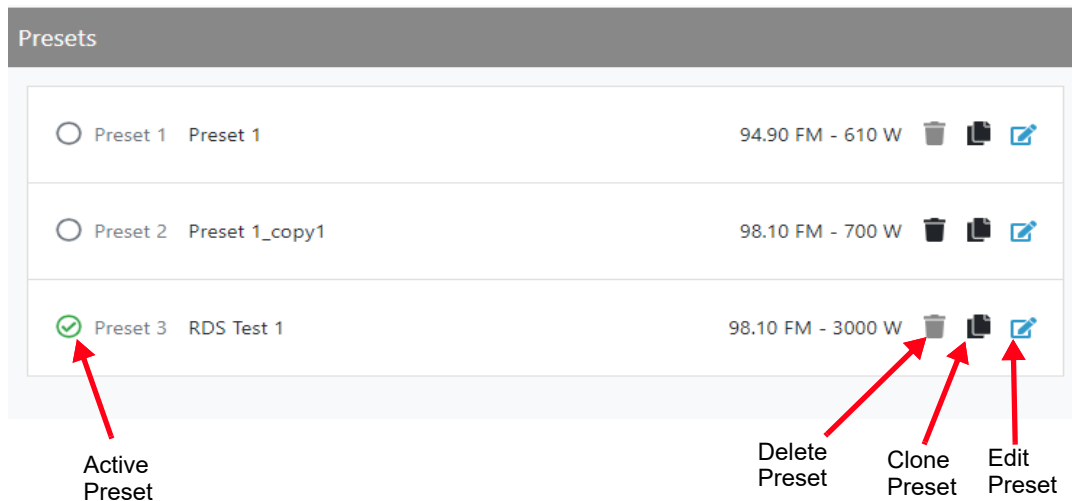 Presets
Preset 1 Preset 1 94.90 FM - 610 W
Preset 2 Preset 1_copy1 98.10 FM - 700 W
Preset 3 RDS Test 1 98.10 FM - 3000 W
Active
Preset
Delete
Preset
Clone
Preset
Edit
Preset